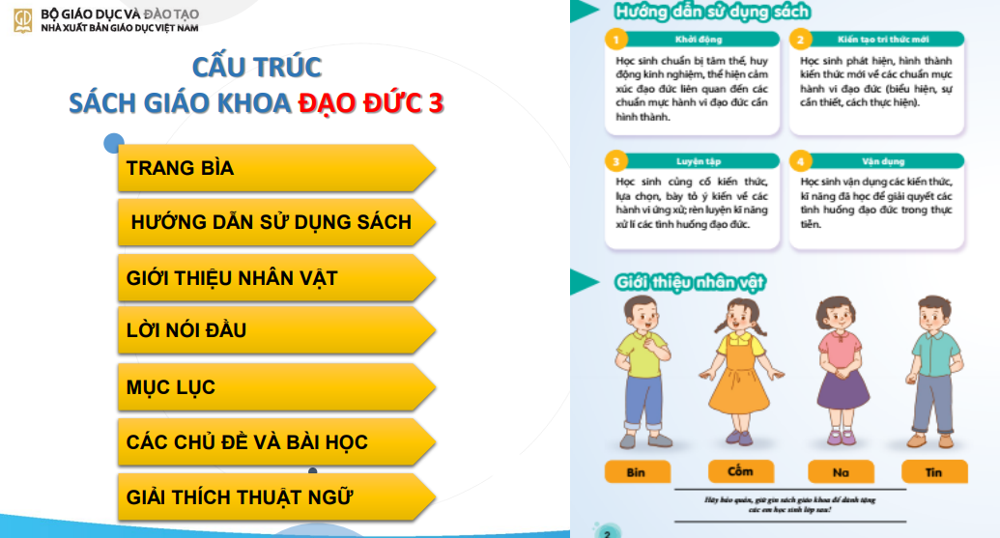 BỘ GIÁO DỤC VÀ ĐÀO TẠO
NHÀ XUẤT BẢN GIÁO DỤC VIỆT NAM
CẤU TRÚC
SÁCH GIÁO KHOA ĐẠO ĐỨC 3
TRANG BÌA
HƯỚNG DẪN SỬ DỤNG SÁCH
GIỚI THIỆU NHÂN VẬT
LỜI NÓI ĐẦU
MỤC LỤC
CÁC CHỦ ĐỀ VÀ BÀI HỌC
GIẢI THÍCH THUẬT NGỮ
Hướng dẫn sử dụng sách
1 Khởi động
Học sinh chuẩn bị tâm thế, huy
động kinh nghiệm, thể hiện cảm
xúc đạo đức liên quan đến các
chuẩn mực hành vi đạo đức cần
hình thành.
2 Kiến tạo tri thức mới
Học sinh phát hiện, hình thành
kiến thức mới về các chuẩn mực
hành vi đạo đức (biểu hiện, sự
cần thiết, cách thực hiện).
3 Luyện tập
Học sinh củng cố kiến thức,
lựa chọn, bày tỏ ý kiến về các
hành vi ứng xử; rèn luyện kĩ năng
xử lí các tình huống đạo đức.
4 Vận dụng
Học sinh vận dụng các kiến thức,
kĩ năng đã học để giải quyết các
tình huống đạo đức trong thực
tiễn.
Giới thiệu nhân vật
Bin
Cốm
Na
Tin
Hãy bảo quản, giữ gìn sách giáo khoa để dành tặng
các em học sinh lớp sau!
2